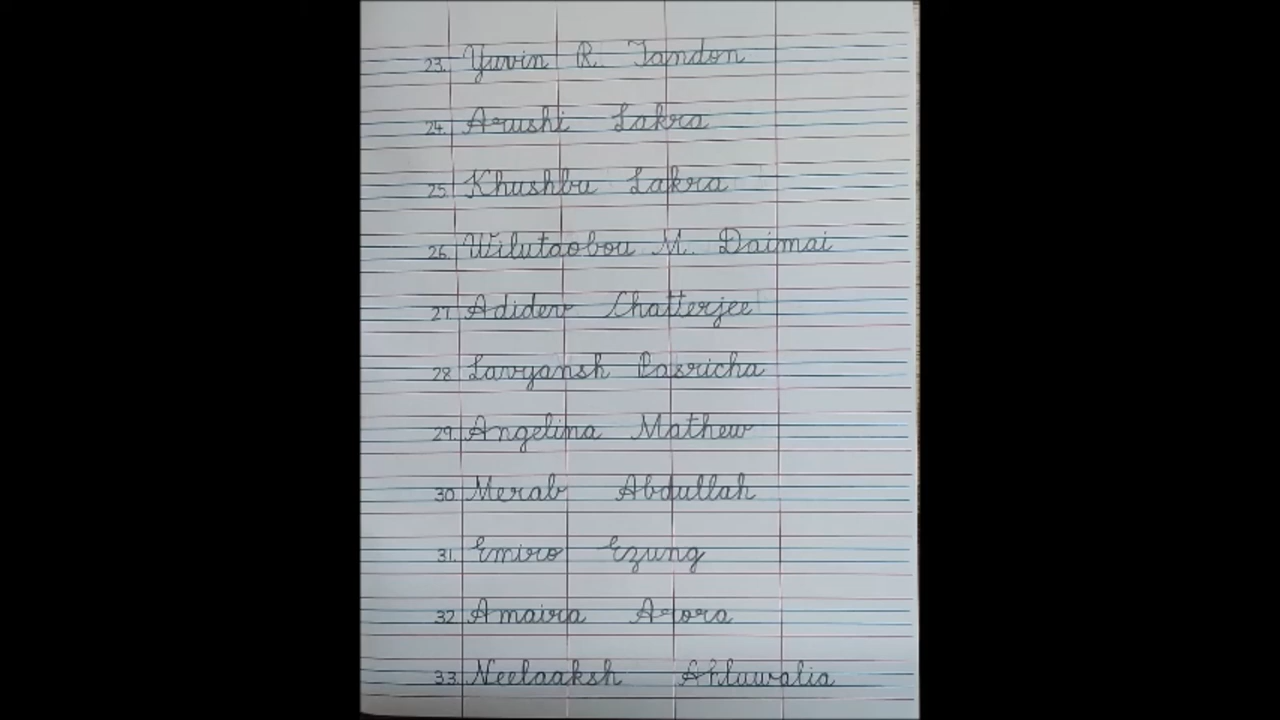 23. Yuvin R. Tandon
24. Arushi Lakra
25. Khushbu Lakra
26. Wilutaobou M. Daimai
27. Adidev Chatterjee
28. Lavyansh Pasricha
29. Angelina Mathew
30. Merab Abdullah
31. Emiro Ezung
32. Amaira Arora
33. Neelaaksh Ahluwalia